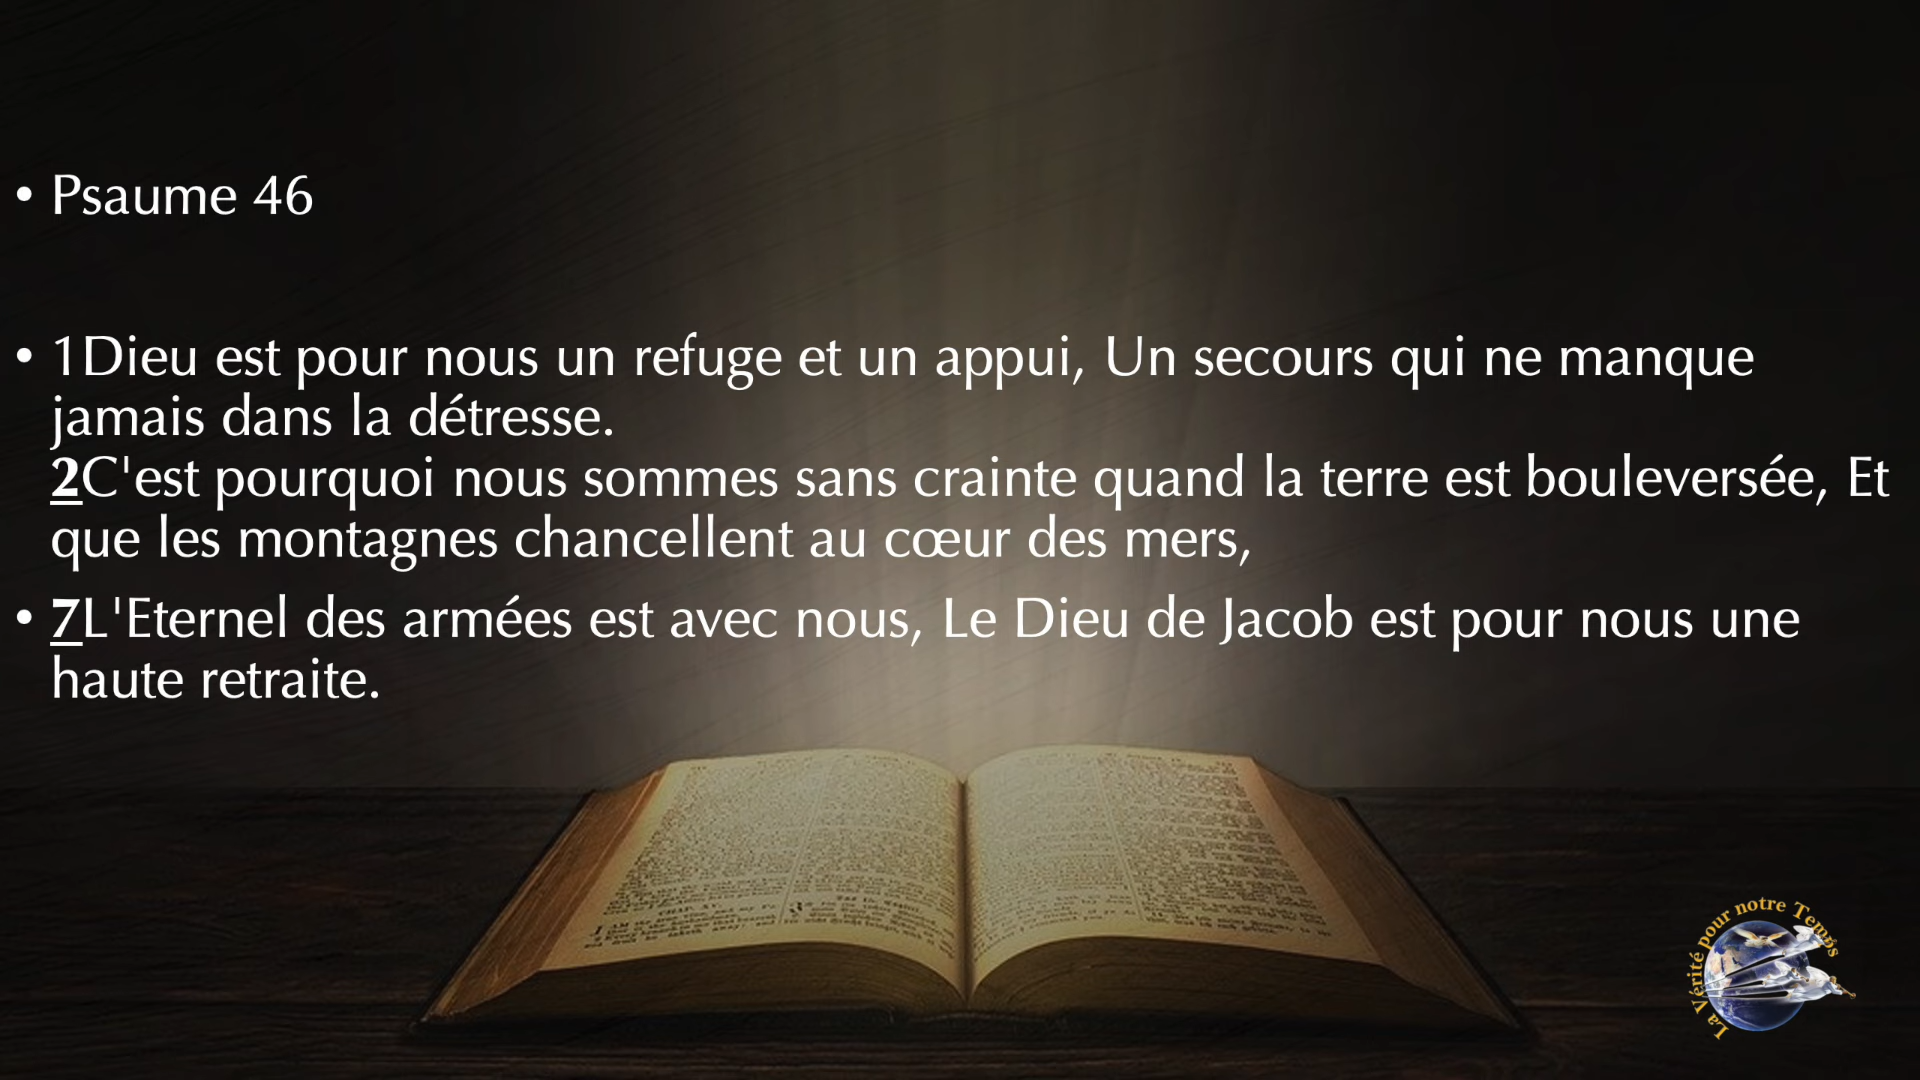 • Psaume 46
• 1Dieu est pour nous un refuge et un appui, Un secours qui ne manque
jamais dans la détresse.
2C'est pourquoi nous sommes sans crainte quand la terre est bouleversée, Et
que les montagnes chancellent au cœur des mers,
• 7L'Eternel des armées est avec nous, Le Dieu de Jacob est pour nous une
haute retraite.
CHAP. XV.
La Vérité pour notre Temps